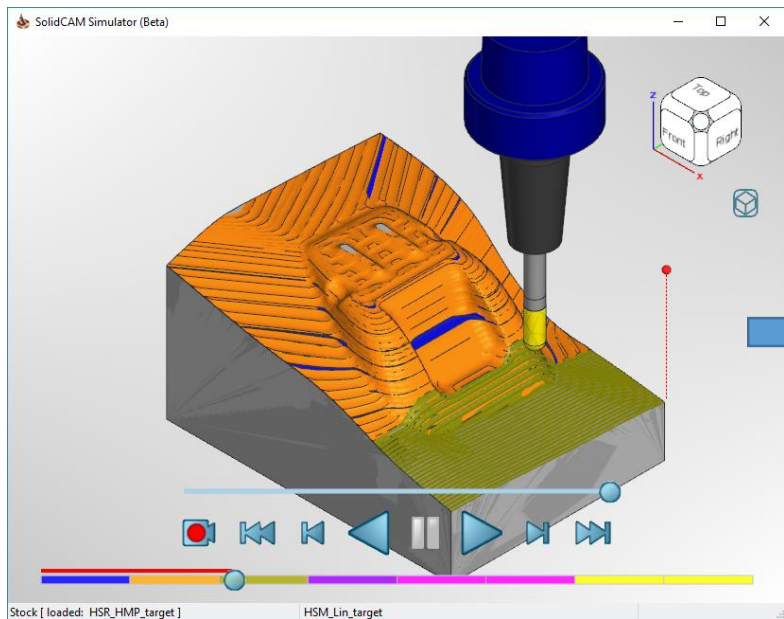 SolidCAM Simulator (Beta)
Top
Front
Right
z
x
Stock [ loaded: HSR_HMP_target ]
HSM_Lin_target